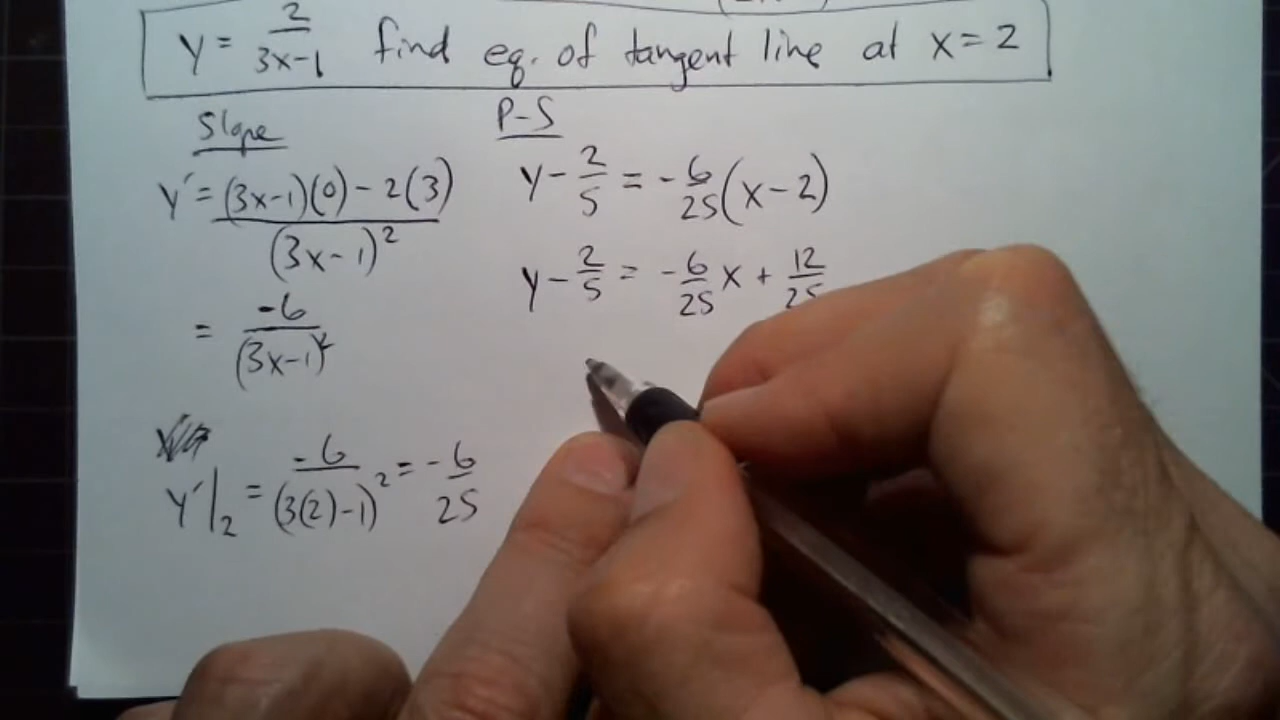 y = 2/(3x-1) find eq. of tangent line at x = 2
Slope
y' = ((3x-1)(0) - 2(3))/(3x-1)²
= -6/(3x-1)²
y'|₂ = -6/(3(2)-1)² = -6/25
P-S
y - 2/5 = -6/25(x-2)
y - 2/5 = -6/25x + 12/25